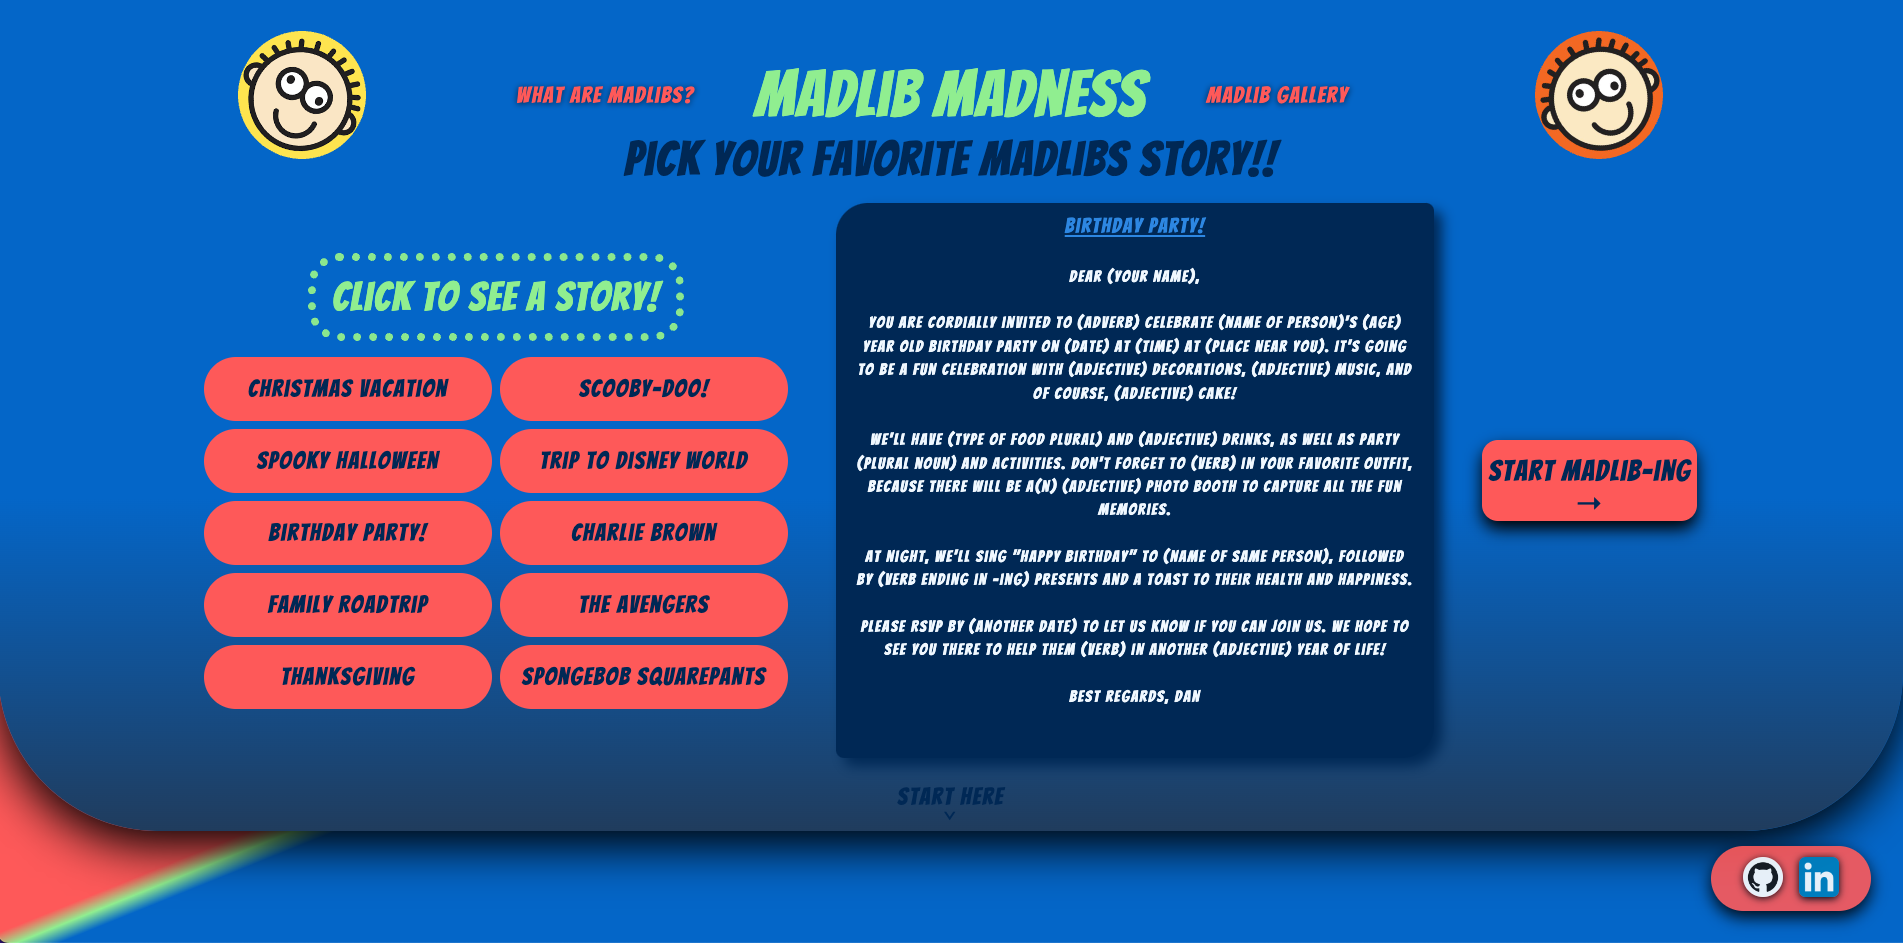 WHAT ARE MADLIBS?
MADLIB MADNESS
MADLIB GALLERY
PICK YOUR FAVORITE MADLIBS STORY!!
CLICK TO SEE A STORY!
CHRISTMAS VACATION
SCOOBY-DOO!
SPOOKY HALLOWEEN
TRIP TO DISNEY WORLD
BIRTHDAY PARTY!
CHARLIE BROWN
FAMILY ROADTRIP
THE AVENGERS
THANKSGIVING
SPONGEBOB SQUAREPANTS
BIRTHDAY PARTY!
DEAR (YOUR NAME),
YOU ARE CORDIALLY INVITED TO (ADVERB) CELEBRATE (NAME OF PERSON)'S (AGE)
YEAR OLD BIRTHDAY PARTY ON (DATE) AT (TIME) AT (PLACE NEAR YOU). IT'S GOING
TO BE A FUN CELEBRATION WITH (ADJECTIVE) DECORATIONS, (ADJECTIVE) MUSIC, AND
OF COURSE, (ADJECTIVE) CAKE!
WE'LL HAVE (TYPE OF FOOD PLURAL) AND (ADJECTIVE) DRINKS, AS WELL AS PARTY
(PLURAL NOUN) AND ACTIVITIES. DON'T FORGET TO (VERB) IN YOUR FAVORITE OUTFIT,
BECAUSE THERE WILL BE A(N) (ADJECTIVE) PHOTO BOOTH TO CAPTURE ALL THE FUN
MEMORIES.
AT NIGHT, WE'LL SING "HAPPY BIRTHDAY" TO (NAME OF SAME PERSON), FOLLOWED
BY (VERB ENDING IN -ING) PRESENTS AND A TOAST TO THEIR HEALTH AND HAPPINESS.
PLEASE RSVP BY (ANOTHER DATE) TO LET US KNOW IF YOU CAN JOIN US. WE HOPE TO
SEE YOU THERE TO HELP THEM (VERB) IN ANOTHER (ADJECTIVE) YEAR OF LIFE!
BEST REGARDS, DAN
START MADLIB-ING
→
START HERE
in